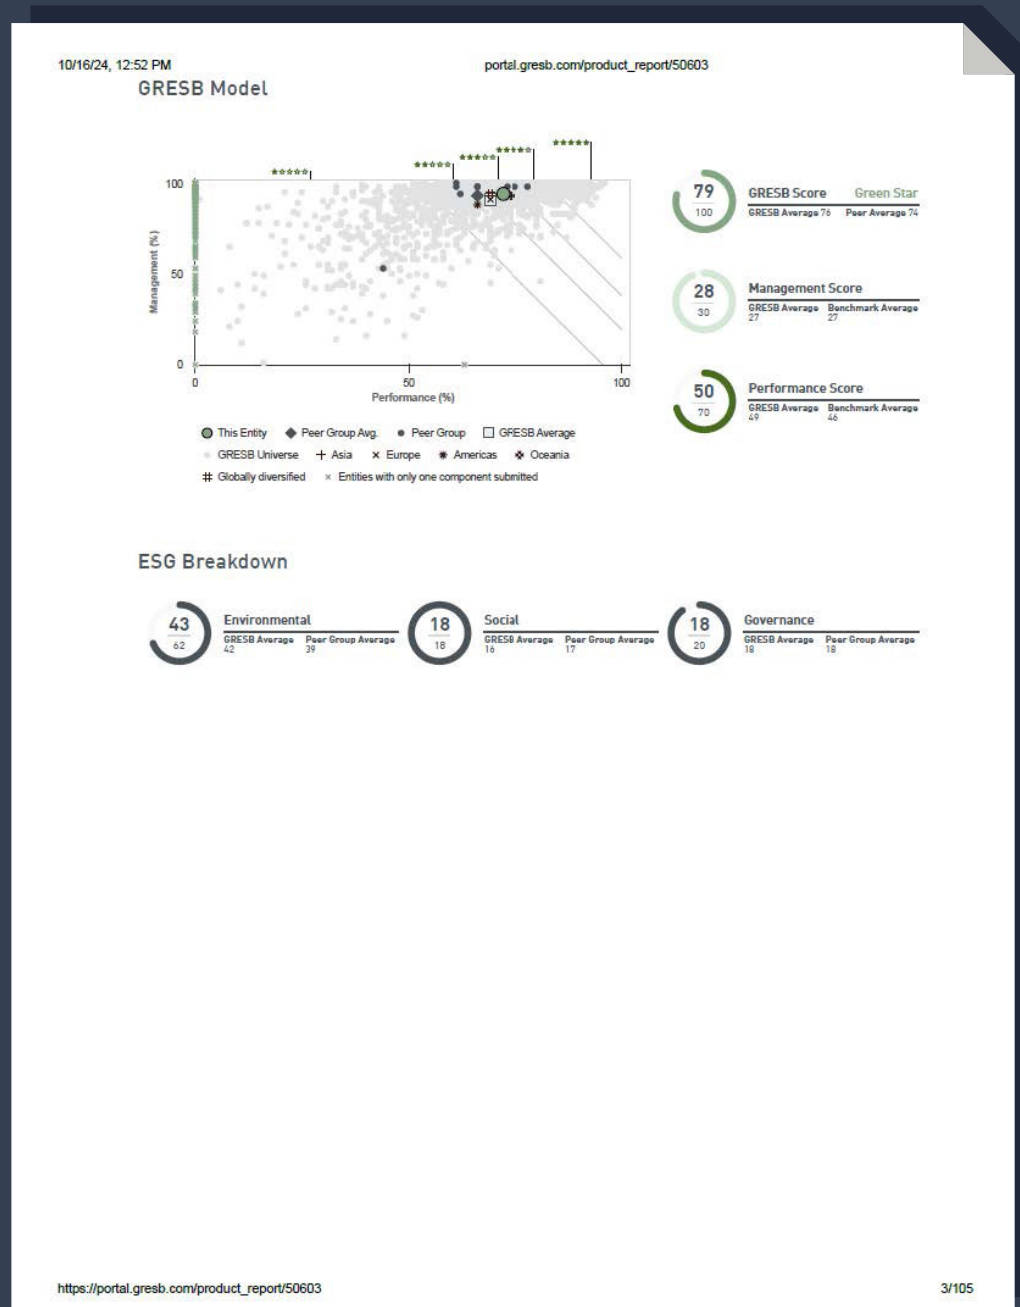 10/16/24, 12:52 PM portal.gresb.com/product_report/50603
GRESB Model
100
50
0
Management (%)
0 50 100
Performance (%)
This Entity Peer Group Avg. Peer Group GRESB Average
GRESB Universe Asia Europe Americas Oceania
Globally diversified Entities with only one component submitted
79
100
GRESB Score Green Star
GRESB Average 76 Peer Average 74
28
30
Management Score
GRESB Average Benchmark Average
27 27
50
70
Performance Score
GRESB Average Benchmark Average
49 46
ESG Breakdown
43
62
Environmental
GRESB Average Peer Group Average
42 39
18
18
Social
GRESB Average Peer Group Average
16 17
18
20
Governance
GRESB Average Peer Group Average
18 18
https://portal.gresb.com/product_report/50603 3/105